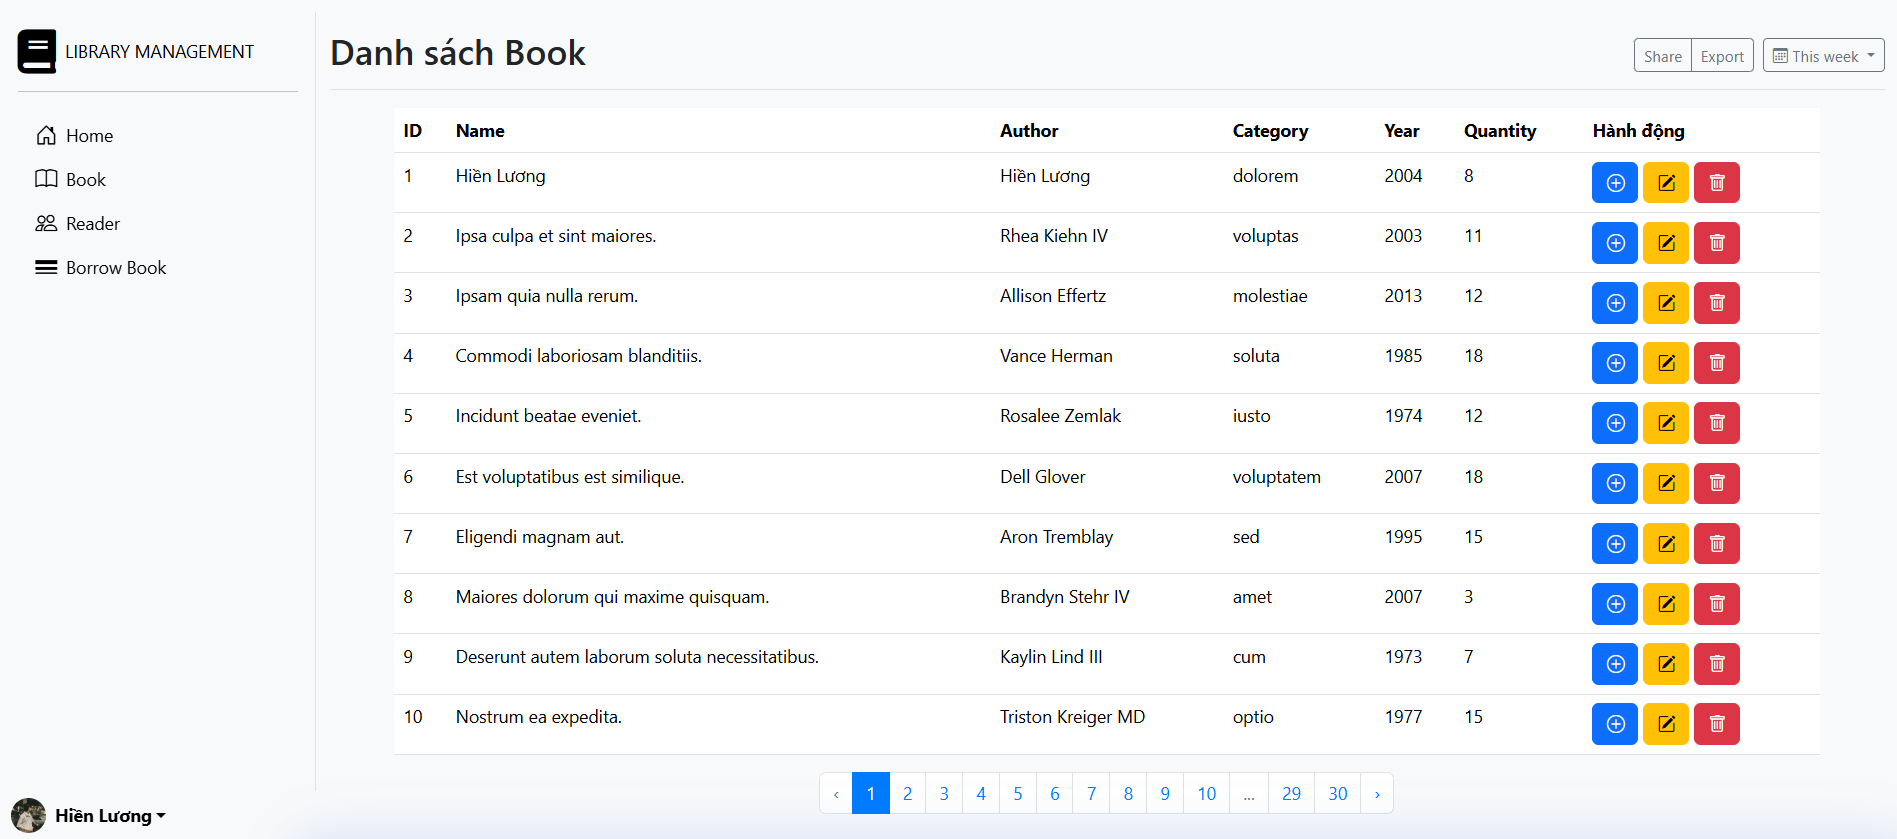 LIBRARY MANAGEMENT
Home
Book
Reader
Borrow Book
Hiền Lương
Danh sách Book
Share Export This week
ID Name Author Category Year Quantity Hành động
1 Hiền Lương Hiền Lương dolorem 2004 8
2 Ipsa culpa et sint maiores. Rhea Kiehn IV voluptas 2003 11
3 Ipsam quia nulla rerum. Allison Effertz molestiae 2013 12
4 Commodi laboriosam blanditiis. Vance Herman soluta 1985 18
5 Incidunt beatae eveniet. Rosalee Zemlak iusto 1974 12
6 Est voluptatibus est similique. Dell Glover voluptatem 2007 18
7 Eligendi magnam aut. Aron Tremblay sed 1995 15
8 Maiores dolorum qui maxime quisquam. Brandyn Stehr IV amet 2007 3
9 Deserunt autem laborum soluta necessitatibus. Kaylin Lind III cum 1973 7
10 Nostrum ea expedita. Triston Kreiger MD optio 1977 15
‹ 1 2 3 4 5 6 7 8 9 10 ... 29 30 ›